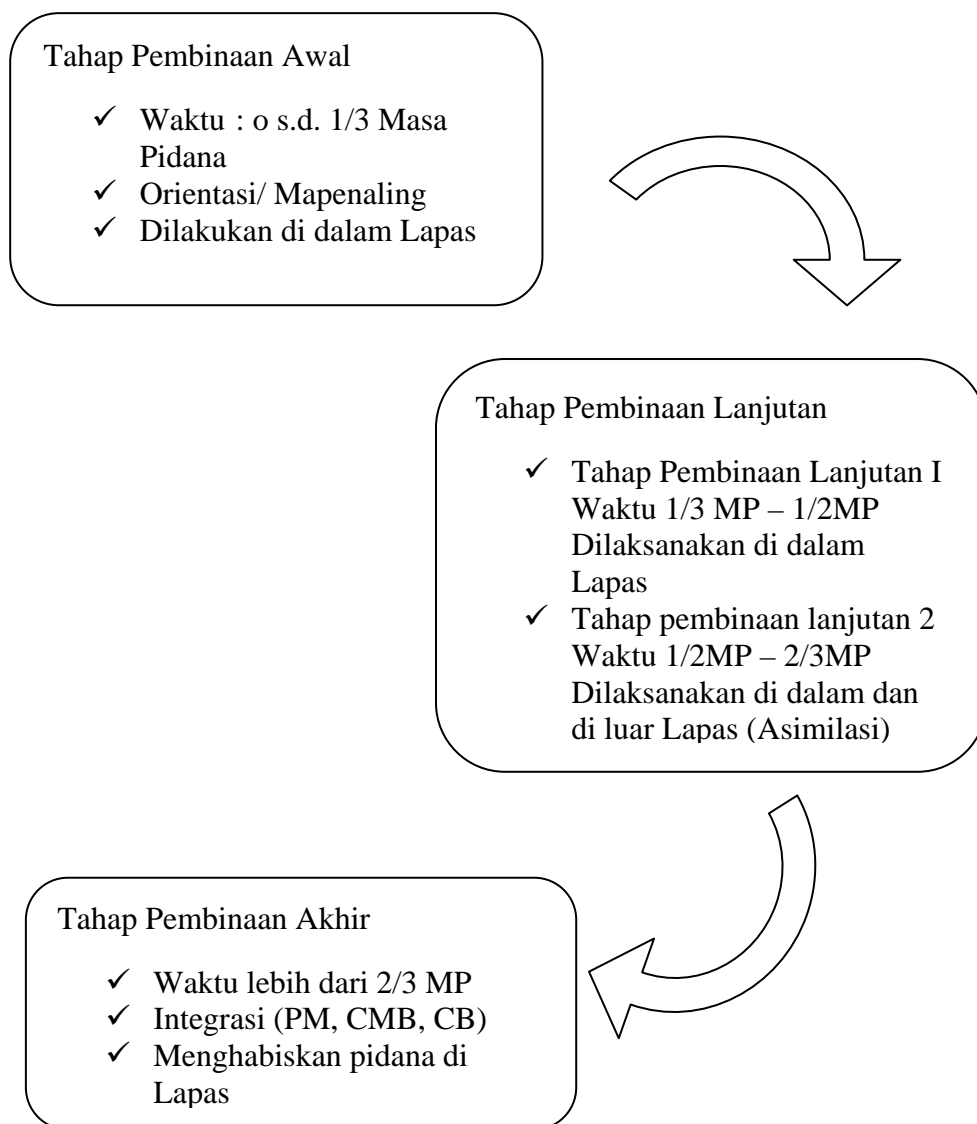 Tahap Pembinaan Awal
✓ Waktu : o s.d. 1/3 Masa
Pidana
✓ Orientasi/ Mapenaling
✓ Dilakukan di dalam Lapas
Tahap Pembinaan Lanjutan
✓ Tahap Pembinaan Lanjutan I
Waktu 1/3 MP – 1/2MP
Dilaksanakan di dalam
Lapas
✓ Tahap pembinaan lanjutan 2
Waktu 1/2MP – 2/3MP
Dilaksanakan di dalam dan
di luar Lapas (Asimilasi)
Tahap Pembinaan Akhir
✓ Waktu lebih dari 2/3 MP
✓ Integrasi (PM, CMB, CB)
✓ Menghabiskan pidana di
Lapas